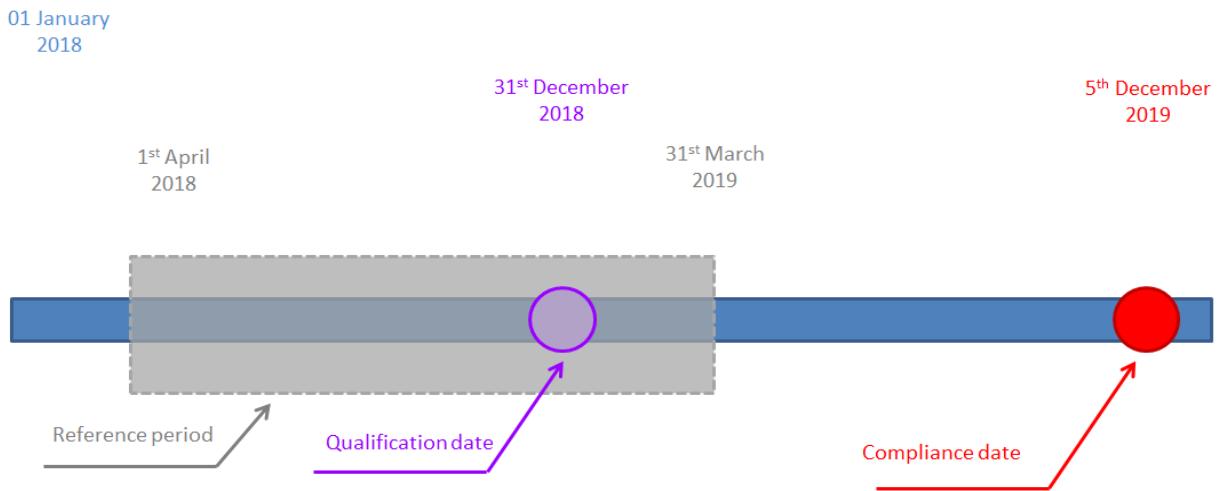 01 January
2018
31st December
2018
5th December
2019
1st April
2018
31st March
2019
Reference period
Qualification date
Compliance date